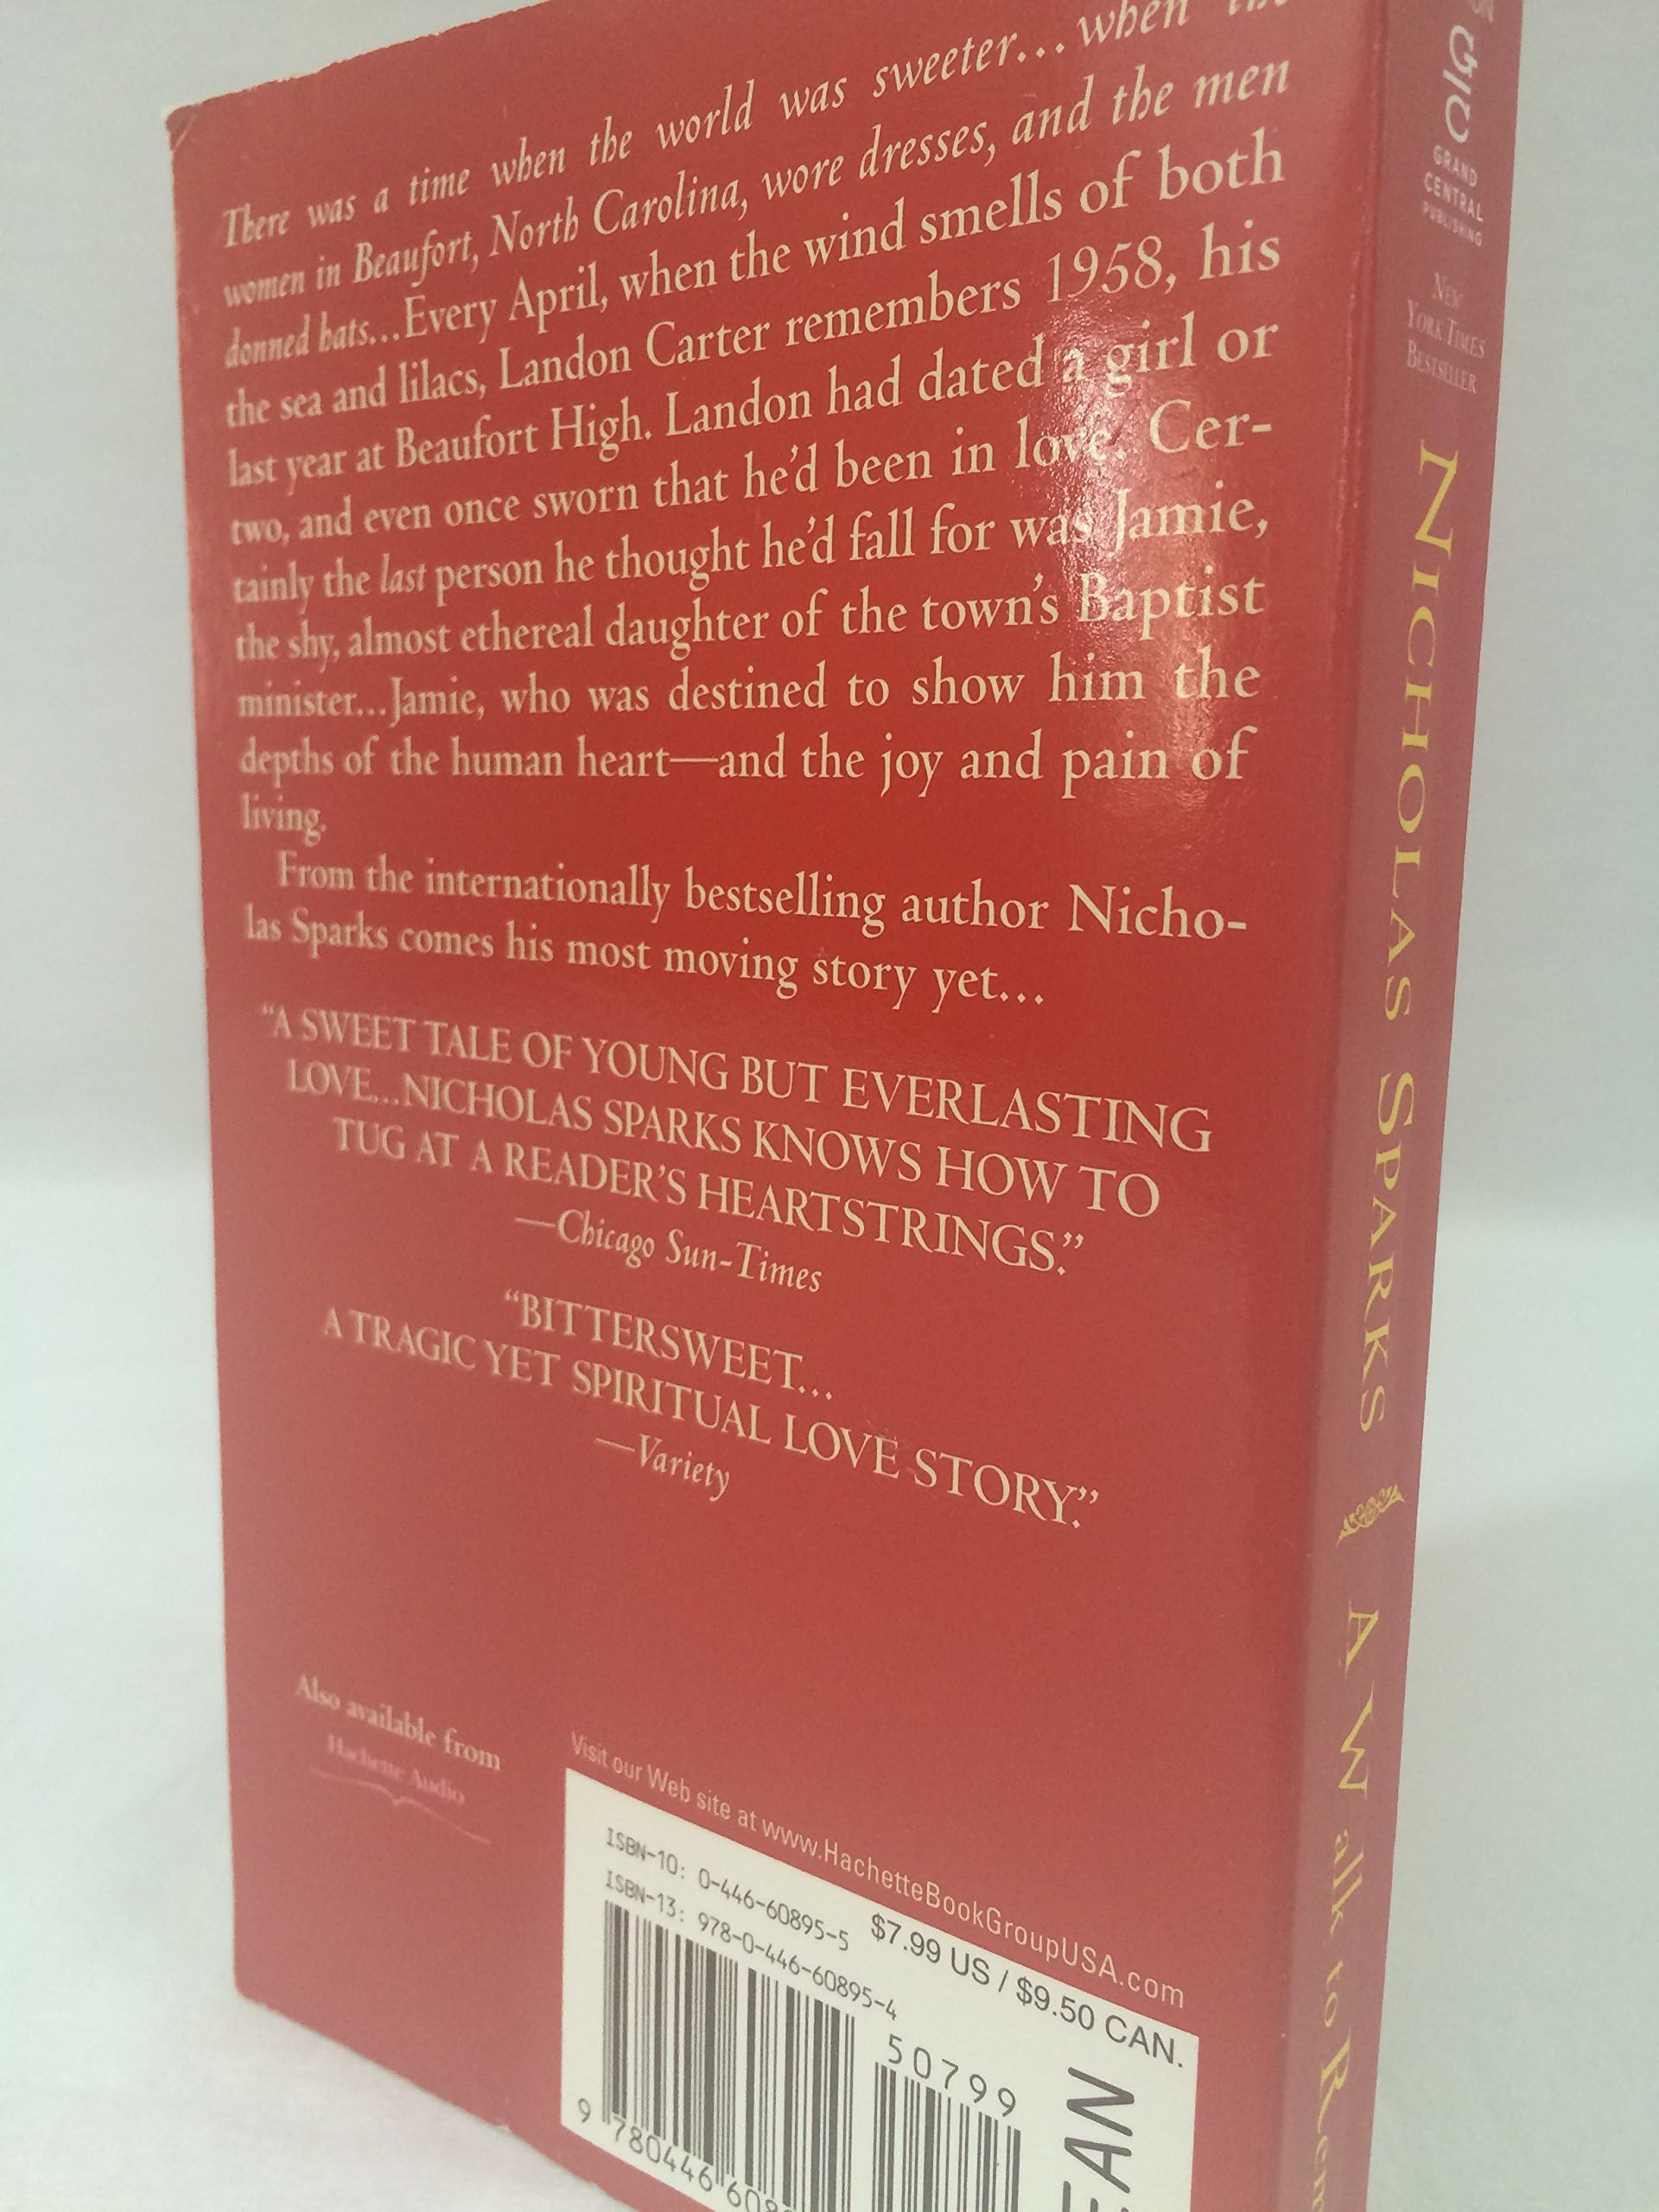 There was a time when the world was sweeter...when the
women in Beaufort, North Carolina, wore dresses, and the men
donned hats...Every April, when the wind smells of both
the sea and lilacs, Landon Carter remembers 1958, his
last year at Beaufort High. Landon had dated a girl or
two, and even once sworn that he'd been in love. Cer-
tainly the last person he thought he'd fall for was Jamie,
the shy, almost ethereal daughter of the town's Baptist
minister...Jamie, who was destined to show him the
depths of the human heart—and the joy and pain of
living.
From the internationally bestselling author Nicho-
las Sparks comes his most moving story yet...
“A SWEET TALE OF YOUNG BUT EVERLASTING
LOVE...NICHOLAS SPARKS KNOWS HOW TO
TUG AT A READER'S HEARTSTRINGS.”
—Chicago Sun-Times
“BITTERSWEET...
A TRAGIC YET SPIRITUAL LOVE STORY.”
—Variety
Also available from
Hachette Audio
Visit our Web site at www.HachetteBookGroupUSA.com
$7.99 US / $9.50 CAN.
ISBN-10: 0-446-60895-5
ISBN-13: 978-0-446-60895-4
50799
9 780446 608
EAN
GRAND
CENTRAL
PUBLISHING
NEW
YORK TIMES
BESTSELLER
NICHOLAS SPARKS A Walk to Rem